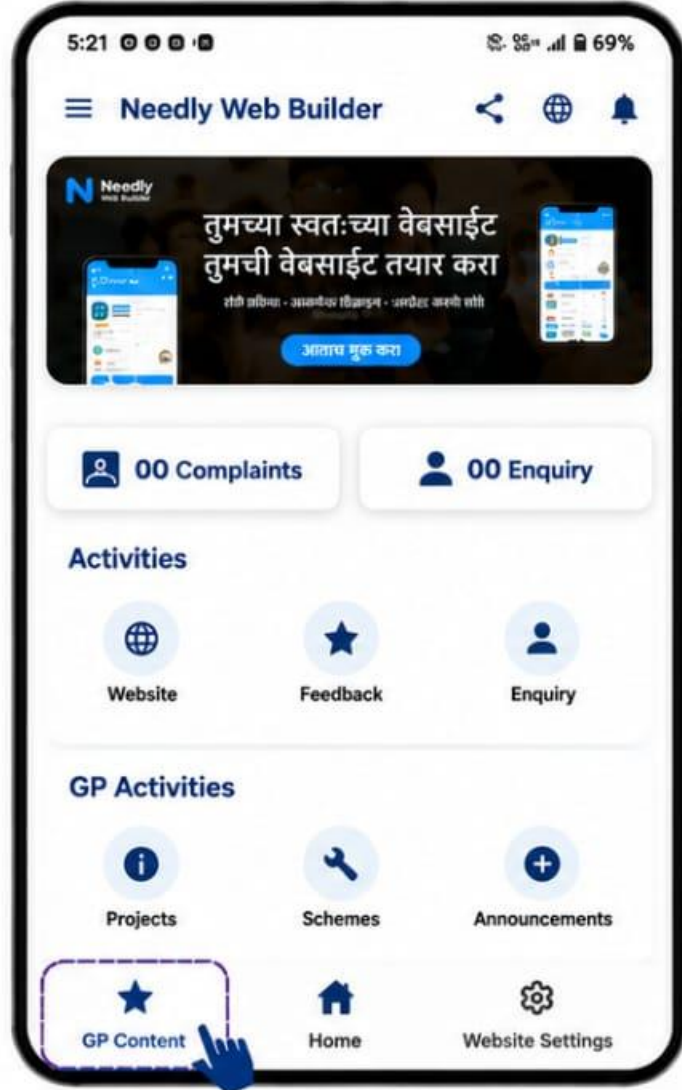 5:21
69%
Needly Web Builder
Needly
Web Builder
तुमच्या स्वतःच्या वेबसाईट
तुमची वेबसाईट तयार करा
आताच मुक करा
00 Complaints
00 Enquiry
Activities
Website
Feedback
Enquiry
GP Activities
Projects
Schemes
Announcements
GP Content
Home
Website Settings